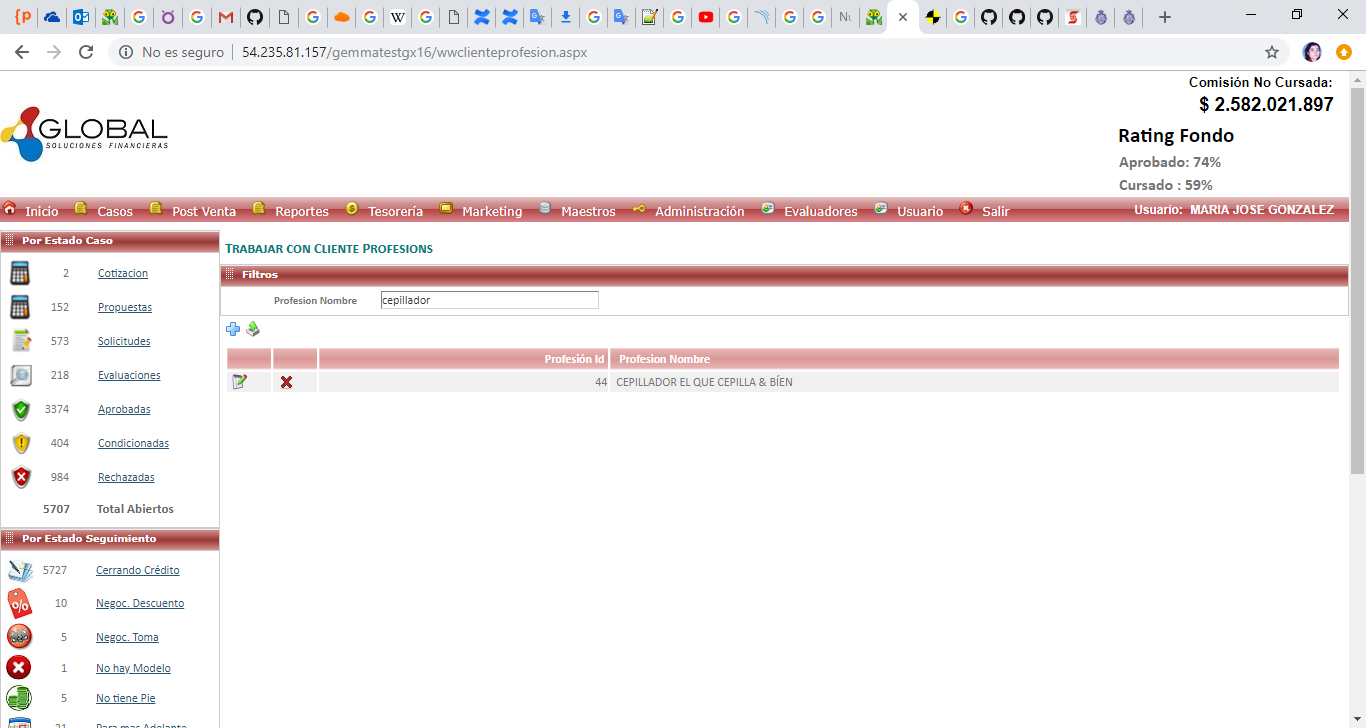 No es seguro | 54.235.81.157/gemmatestgx16/wwclienteprofesion.aspx
Comisión No Cursada:
$ 2.582.021.897
GLOBAL
SOLUCIONES FINANCIERAS
Rating Fondo
Aprobado: 74%
Cursado : 59%
Inicio Casos Post Venta Reportes Tesorería Marketing Maestros Administración Evaluadores Usuario Salir Usuario: MARIA JOSE GONZALEZ
Por Estado Caso
2 Cotizacion
152 Propuestas
573 Solicitudes
218 Evaluaciones
3374 Aprobadas
404 Condicionadas
984 Rechazadas
5707 Total Abiertos
Por Estado Seguimiento
5727 Cerrando Crédito
10 Negoc. Descuento
5 Negoc. Toma
1 No hay Modelo
5 No tiene Pie
21 Para mas Adelante
TRABAJAR CON CLIENTE PROFESIONS
Filtros
Profesion Nombre cepillador
Profesión Id Profesion Nombre
44 CEPILLADOR EL QUE CEPILLA & BÍEN